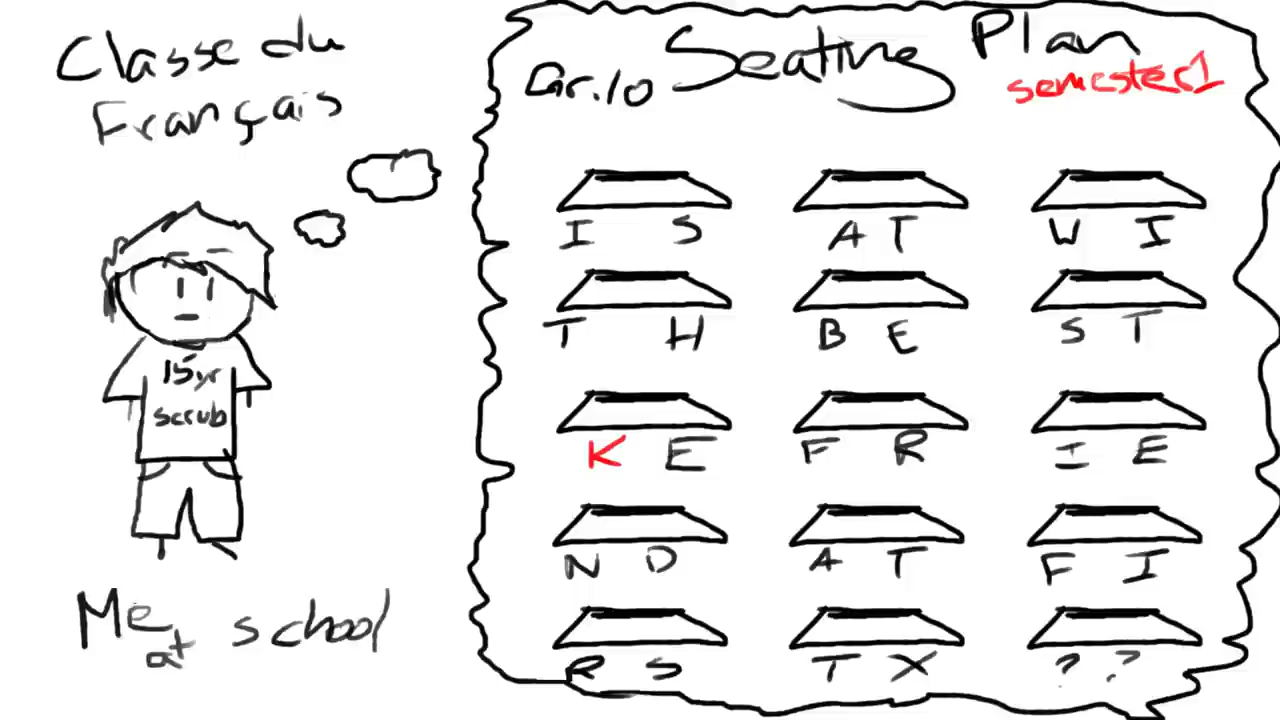 Classe du
Français
Seating Plan
Gr.10
semester1
I S A T W I
T H B E S T
K E F R I E
N D A T F I
R S T X ? ?
15yr
scrub
Me at school